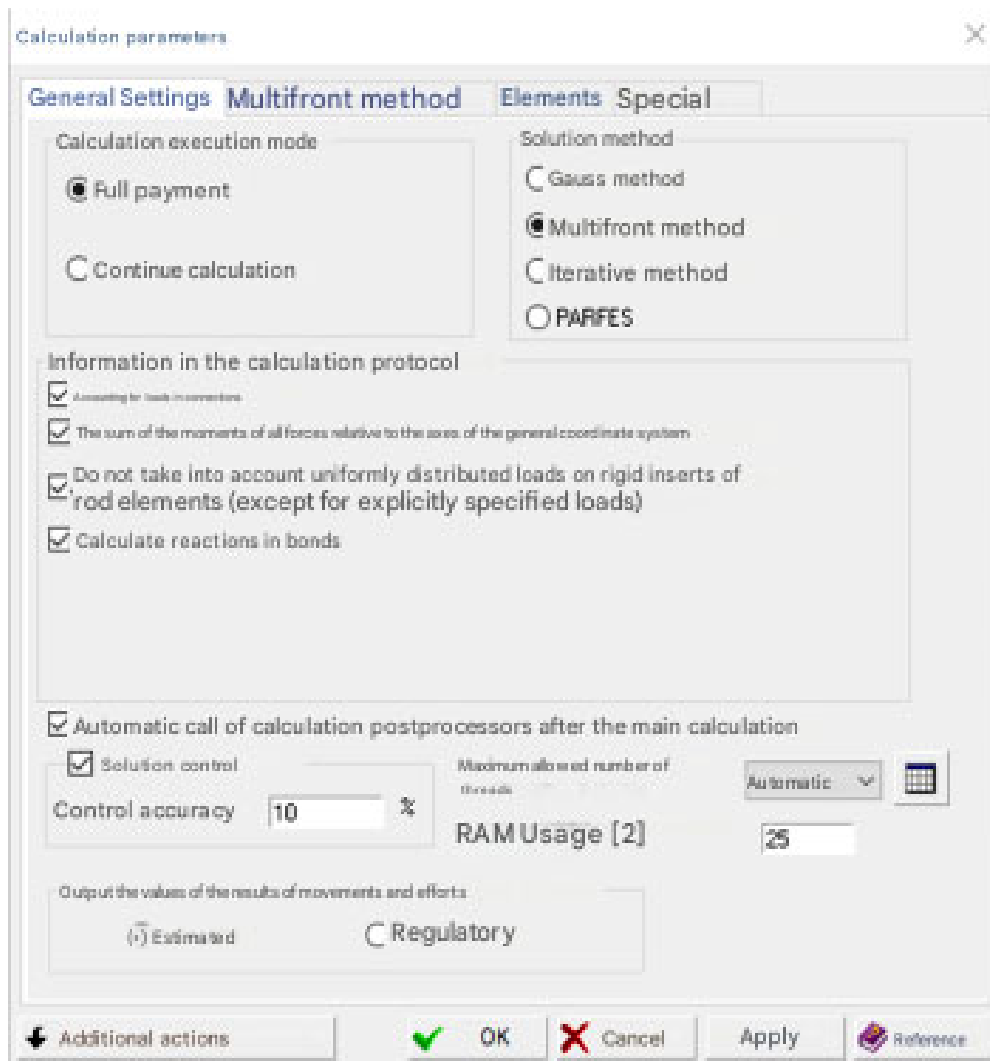 Calculation parameters
General Settings Multifront method Elements Special
Calculation execution mode
Full payment
Continue calculation
Solution method
Gauss method
Multifront method
Iterative method
PARFES
Information in the calculation protocol
Accounting for loads in connections
The sum of the moments of all forces relative to the axes of the general coordinate system
Do not take into account uniformly distributed loads on rigid inserts of
rod elements (except for explicitly specified loads)
Calculate reactions in bonds
Automatic call of calculation postprocessors after the main calculation
Solution control
Control accuracy 10 %
Maximum allowed number of
threads
Automatic
RAM Usage [2] 25
Output the values of the results of movements and efforts
Estimated Regulatory
Additional actions OK Cancel Apply Reference